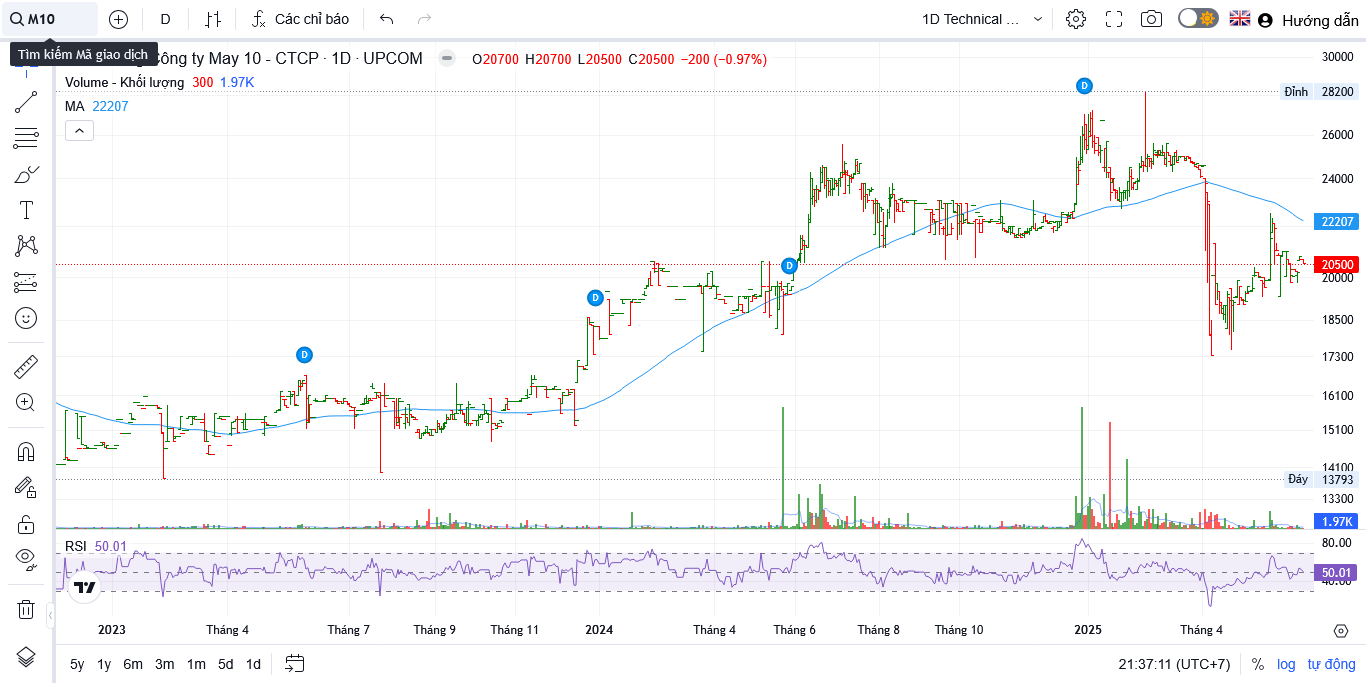 M10 D Các chỉ báo 1D Technical ... Hướng dẫn
Tìm kiếm Mã giao dịch
Công ty May 10 - CTCP · 1D · UPCOM O20700 H20700 L20500 C20500 −200 (−0.97%)
Volume - Khối lượng 300 1.97K
MA 22207
30000
Đỉnh 28200
26000
24000
22207
20500
20000
18500
17300
16100
15100
14100
Đáy 13793
13300
1.97K
D
D
D
D
RSI 50.01
80.00
50.01
40.00
2023 Tháng 4 Tháng 7 Tháng 9 Tháng 11 2024 Tháng 4 Tháng 6 Tháng 8 Tháng 10 2025 Tháng 4
5y 1y 6m 3m 1m 5d 1d 21:37:11 (UTC+7) % log tự động